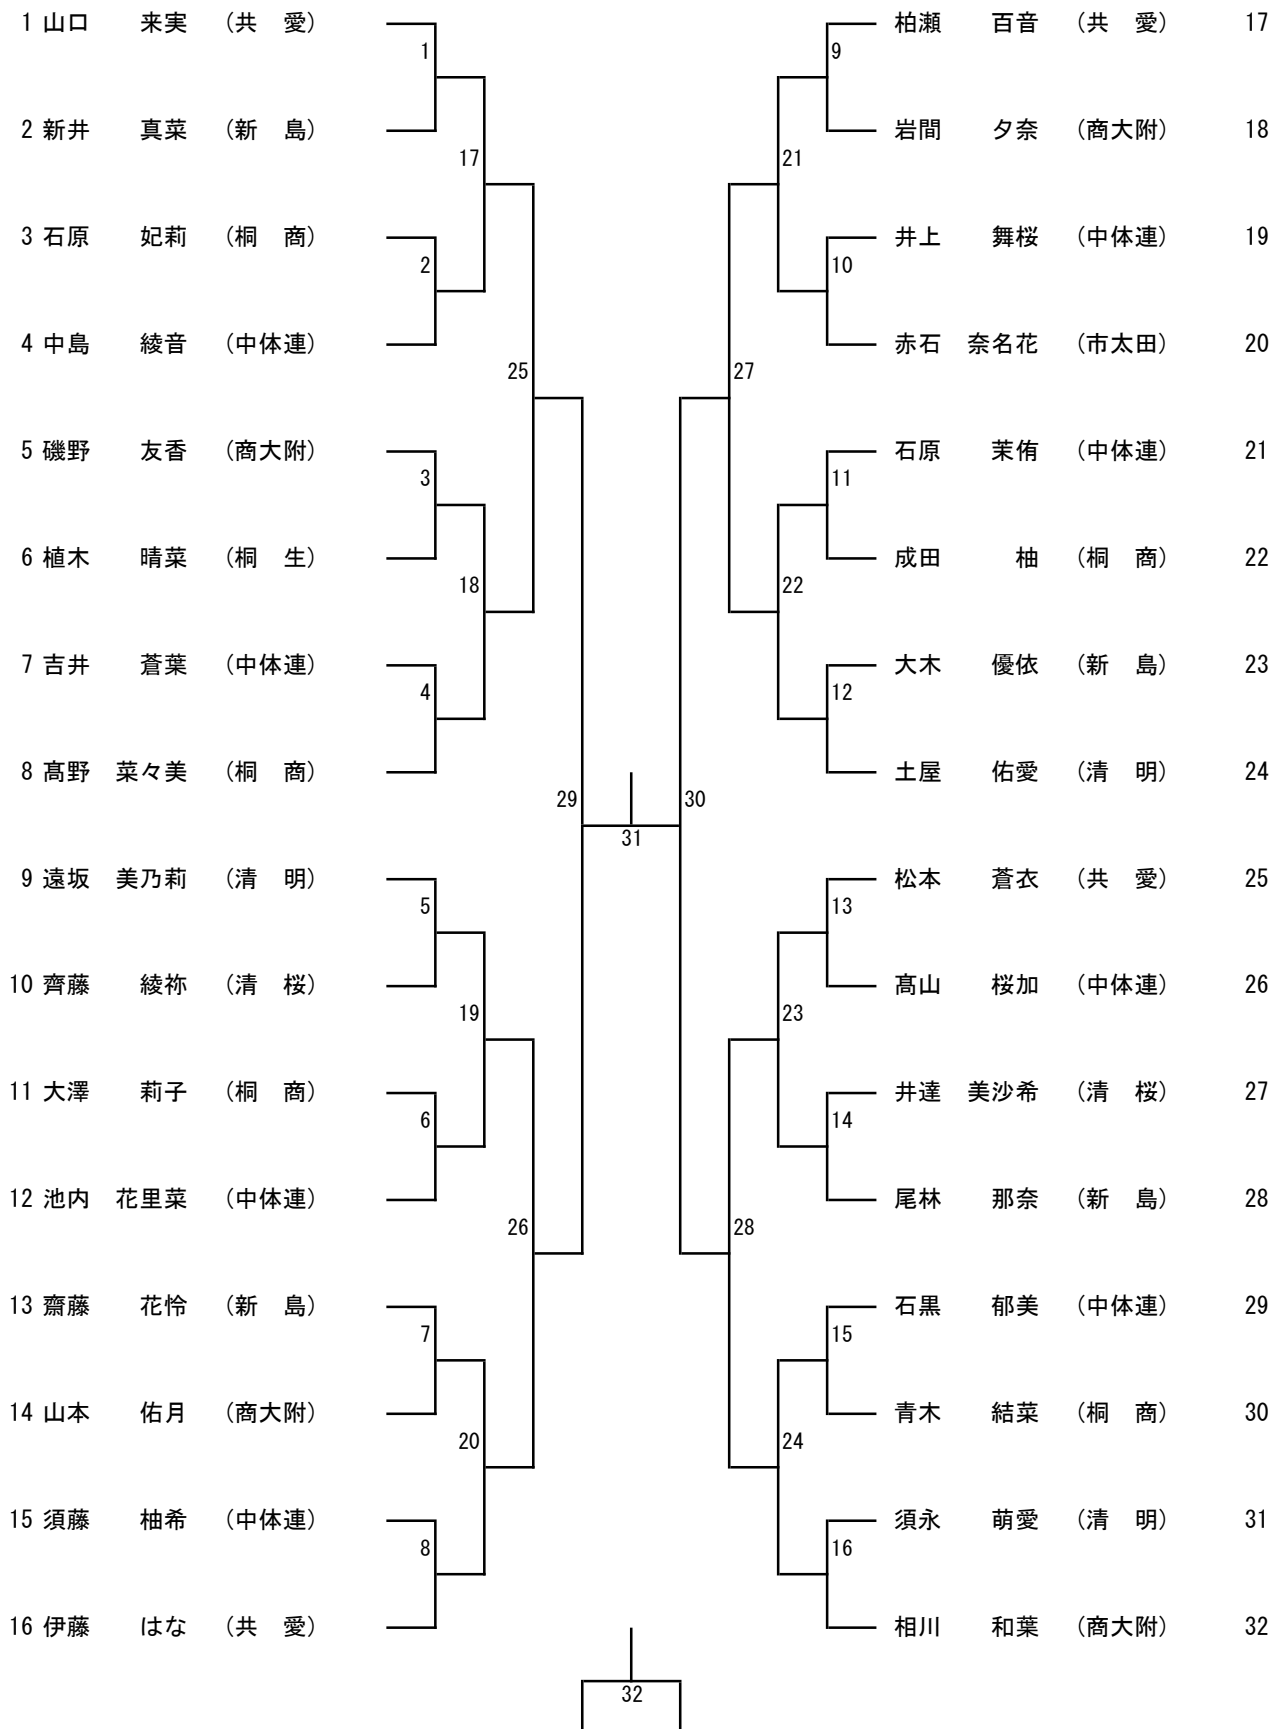 1 山口　来実　（共　愛）
1
2 新井　真菜　（新　島）
17
3 石原　妃莉　（桐　商）
2
4 中島　綾音　（中体連）
25
5 磯野　友香　（商大附）
3
6 植木　晴菜　（桐　生）
18
7 吉井　蒼葉　（中体連）
4
8 髙野　菜々美　（桐　商）
29
9 遠坂　美乃莉　（清　明）
5
10 齊藤　綾祢　（清　桜）
19
11 大澤　莉子　（桐　商）
6
12 池内　花里菜　（中体連）
26
13 齋藤　花怜　（新　島）
7
14 山本　佑月　（商大附）
20
15 須藤　柚希　（中体連）
8
16 伊藤　はな　（共　愛）
31
32
柏瀬　百音　（共　愛）　17
9
岩間　夕奈　（商大附）　18
21
井上　舞桜　（中体連）　19
10
赤石　奈名花　（市太田）　20
27
石原　茉侑　（中体連）　21
11
成田　柚　（桐　商）　22
22
大木　優依　（新　島）　23
12
土屋　佑愛　（清　明）　24
30
松本　蒼衣　（共　愛）　25
13
髙山　桜加　（中体連）　26
23
井達　美沙希　（清　桜）　27
14
尾林　那奈　（新　島）　28
28
石黒　郁美　（中体連）　29
15
青木　結菜　（桐　商）　30
24
須永　萌愛　（清　明）　31
16
相川　和葉　（商大附）　32